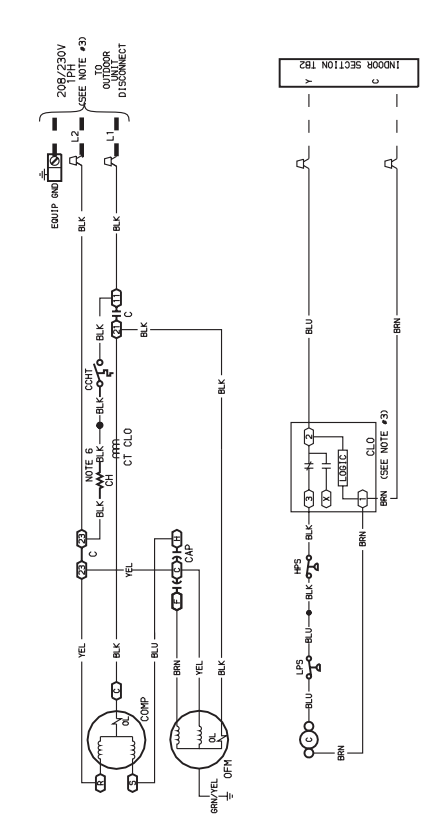 208/230V
1PH
(SEE NOTE #3)
TO
OUTDOOR
UNIT
DISCONNECT
L2
L1
EQUIP GND
BLK
BLK
11
C
21
BLK
BLK
CCHT
BLK
BLK
NOTE 6
BLK
CH
BLK
CT CLO
23
C
23
YEL
H
CAP
C
F
YEL
BLK
BLU
BRN
YEL
BLK
C
COMP
OL
R
S
OL
OFM
GRN/YEL
INDOOR SECTION TB2
Y
C
BLU
BRN
2
LOGIC
CLO
(SEE NOTE #3)
3
X
1
BRN
BLK
BRN
HPS
BLK
BLU
LPS
BLU
C
BRN